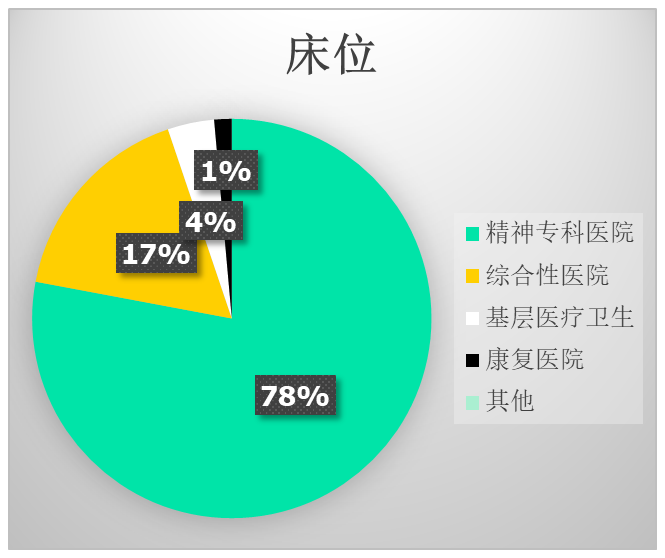 床位
1%
4%
17%
78%
精神专科医院
综合性医院
基层医疗卫生
康复医院
其他